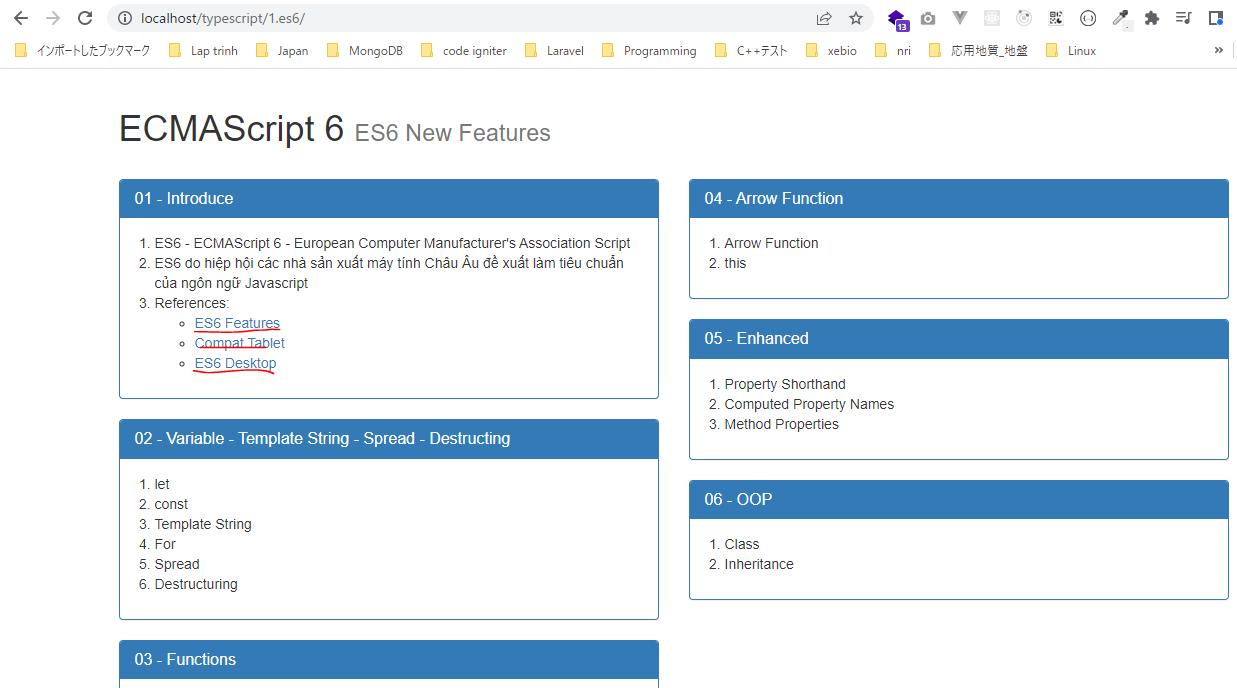 localhost/typescript/1.es6/
13
インポートしたブックマーク Lap trinh Japan MongoDB code igniter Laravel Programming C++テスト xebio nri 応用地質_地盤 Linux »
ECMAScript 6 ES6 New Features
01 - Introduce
1. ES6 - ECMAScript 6 - European Computer Manufacturer's Association Script
2. ES6 do hiệp hội các nhà sản xuất máy tính Châu Âu đề xuất làm tiêu chuẩn
của ngôn ngữ Javascript
3. References:
ES6 Features
Compat Tablet
ES6 Desktop
02 - Variable - Template String - Spread - Destructing
1. let
2. const
3. Template String
4. For
5. Spread
6. Destructuring
03 - Functions
04 - Arrow Function
1. Arrow Function
2. this
05 - Enhanced
1. Property Shorthand
2. Computed Property Names
3. Method Properties
06 - OOP
1. Class
2. Inheritance